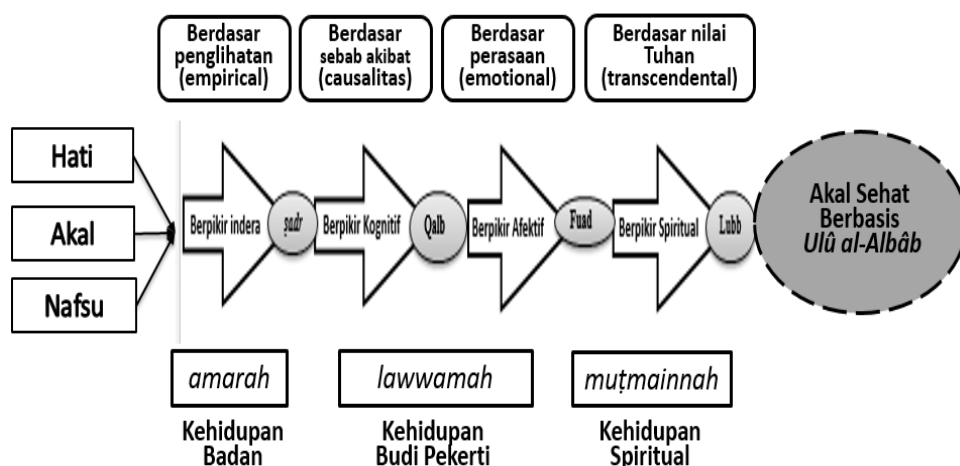 Berdasar
penglihatan
(empirical)
Berdasar
sebab akibat
(causalitas)
Berdasar
perasaan
(emotional)
Berdasar nilai
Tuhan
(transcendental)
Hati
Akal
Nafsu
Berpikir indera
ṣadr
Berpikir Kognitif
Qalb
Berpikir Afektif
Fuad
Berpikir Spiritual
Lubb
Akal Sehat
Berbasis
Ulû al-Albâb
amarah
lawwamah
muṭmainnah
Kehidupan
Badan
Kehidupan
Budi Pekerti
Kehidupan
Spiritual